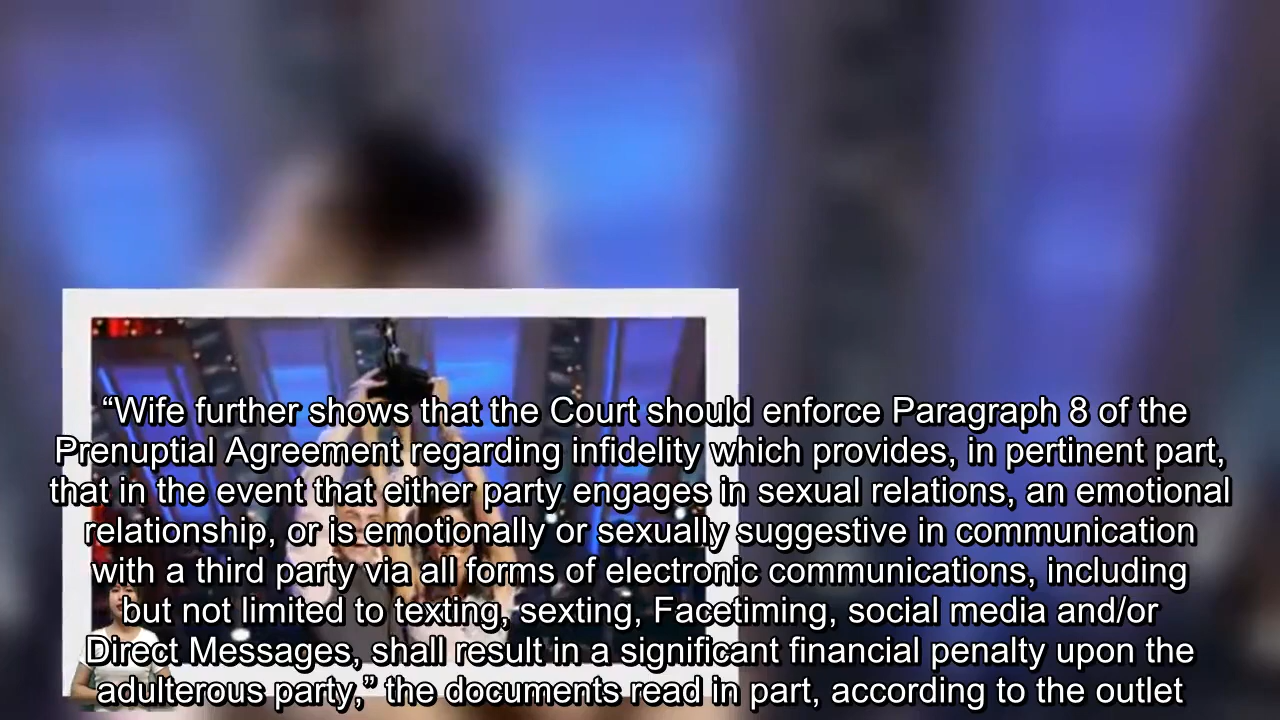 “Wife further shows that the Court should enforce Paragraph 8 of the
Prenuptial Agreement regarding infidelity which provides, in pertinent part,
that in the event that either party engages in sexual relations, an emotional
relationship, or is emotionally or sexually suggestive in communication
with a third party via all forms of electronic communications, including
but not limited to texting, sexting, Facetiming, social media and/or
Direct Messages, shall result in a significant financial penalty upon the
adulterous party,” the documents read in part, according to the outlet